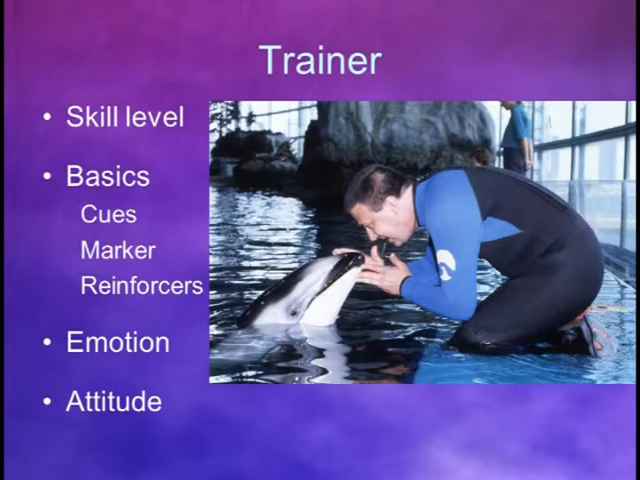 Trainer
• Skill level
• Basics
Cues
Marker
Reinforcers
• Emotion
• Attitude